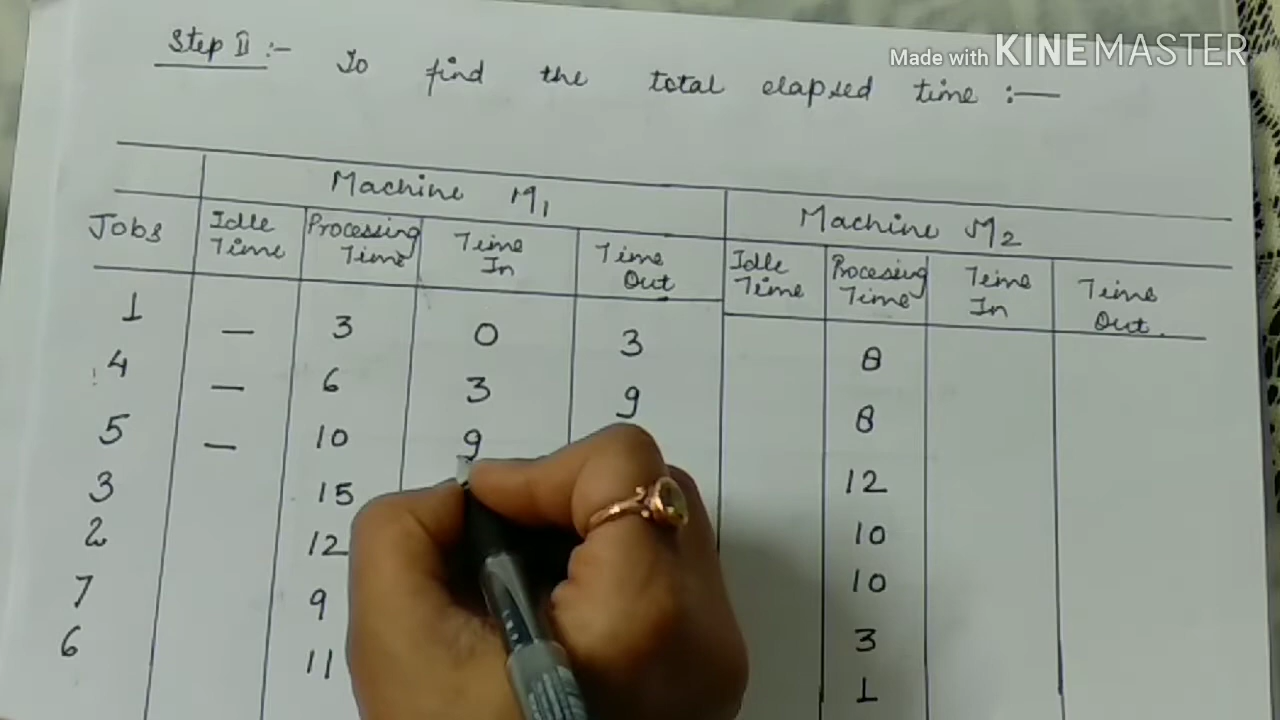 Made with KINEMASTER
Step II :- To find the total elapsed time :—
Machine M1 Machine M2
Jobs Idle Time Processing Time Time In Time Out Idle Time Processing Time Time In Time Out
1 — 3 0 3 8
4 — 6 3 9 8
5 — 10 9 12
3 15 10
2 12 10
7 9 3
6 11 1